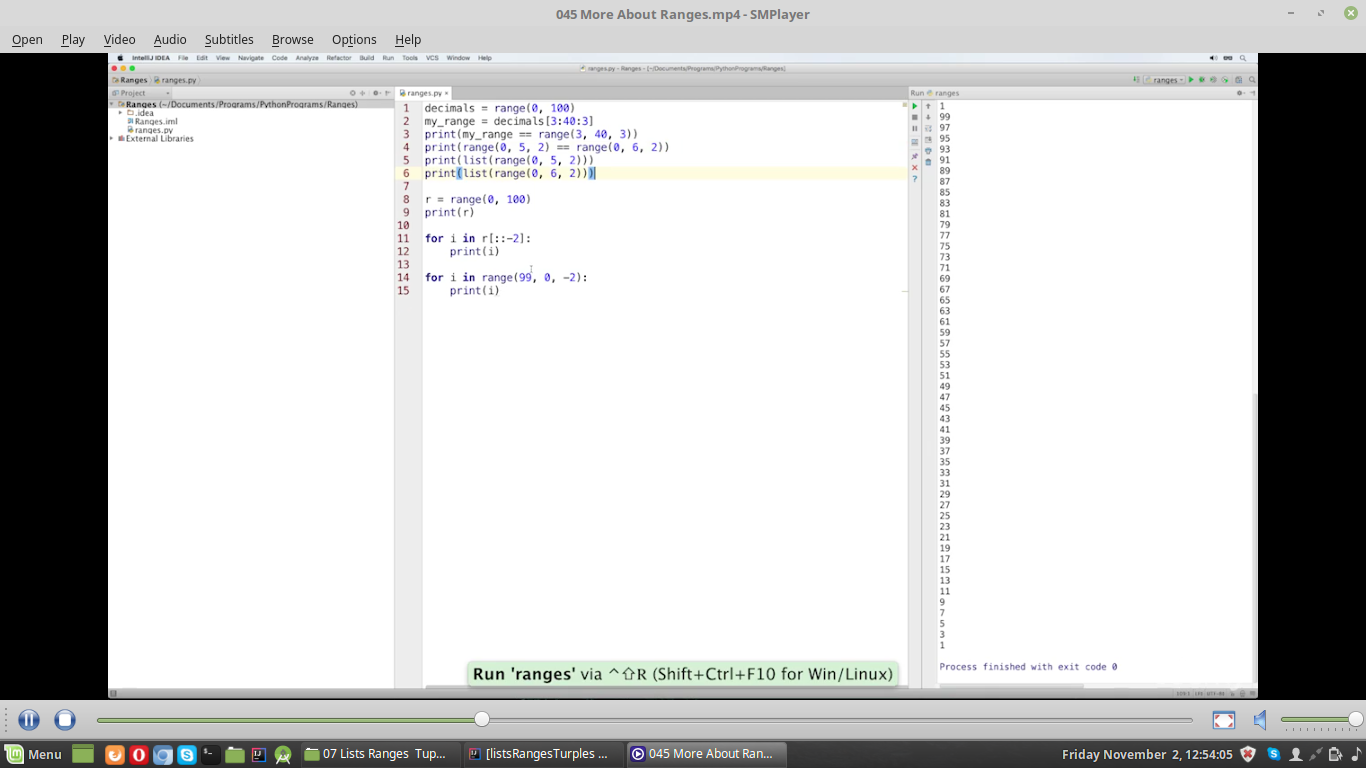 045 More About Ranges.mp4 - SMPlayer
Open Play Video Audio Subtitles Browse Options Help
IntelliJ IDEA File Edit View Navigate Code Analyze Refactor Build Run Tools VCS Window Help
ranges.py - Ranges - [~/Documents/Programs/PythonPrograms/Ranges]
Ranges ranges.py
ranges
Project
Ranges (~/Documents/Programs/PythonPrograms/Ranges)
.idea
Ranges.iml
ranges.py
External Libraries
ranges.py ×
1 decimals = range(0, 100)
2 my_range = decimals[3:40:3]
3 print(my_range == range(3, 40, 3))
4 print(range(0, 5, 2) == range(0, 6, 2))
5 print(list(range(0, 5, 2)))
6 print(list(range(0, 6, 2)))
7
8 r = range(0, 100)
9 print(r)
10
11 for i in r[::-2]:
12 print(i)
13
14 for i in range(99, 0, -2):
15 print(i)
Run ranges
1
99
97
95
93
91
89
87
85
83
81
79
77
75
73
71
69
67
65
63
61
59
57
55
53
51
49
47
45
43
41
39
37
35
33
31
29
27
25
23
21
19
17
15
13
11
9
7
5
3
1
Process finished with exit code 0
Run 'ranges' via ^⇧R (Shift+Ctrl+F10 for Win/Linux)
Menu
07 Lists Ranges Tup...
[listsRangesTurples ...
045 More About Ran...
Friday November 2, 12:54:05